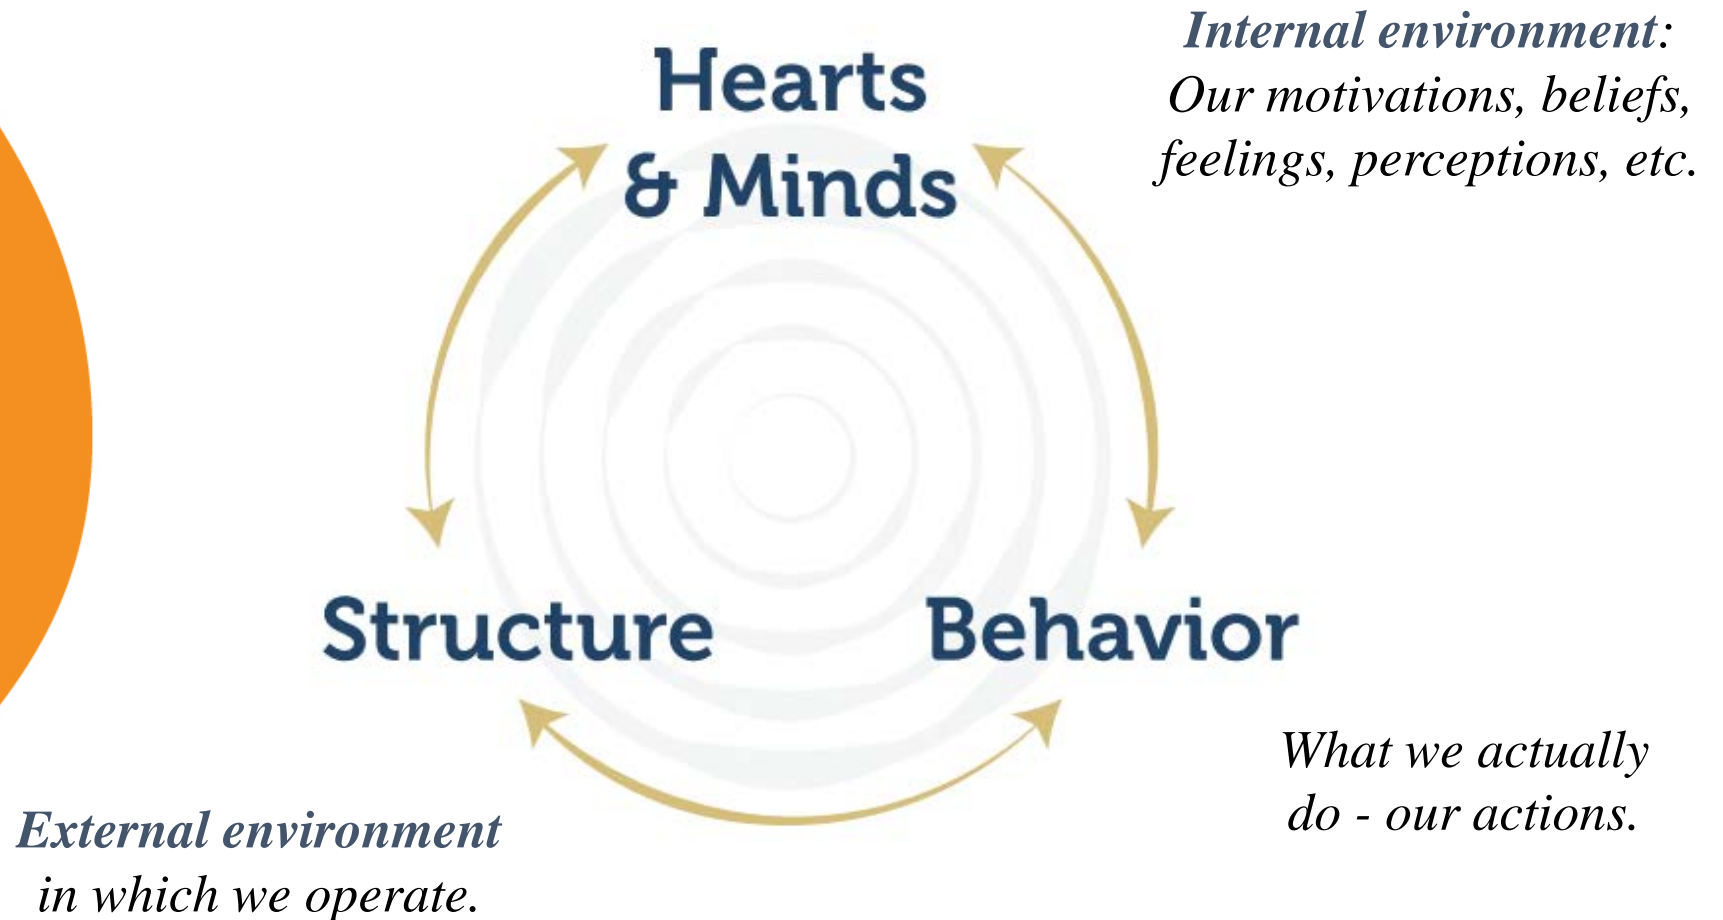 Hearts
& Minds
Internal environment:
Our motivations, beliefs,
feelings, perceptions, etc.
Structure
Behavior
What we actually
do - our actions.
External environment
in which we operate.